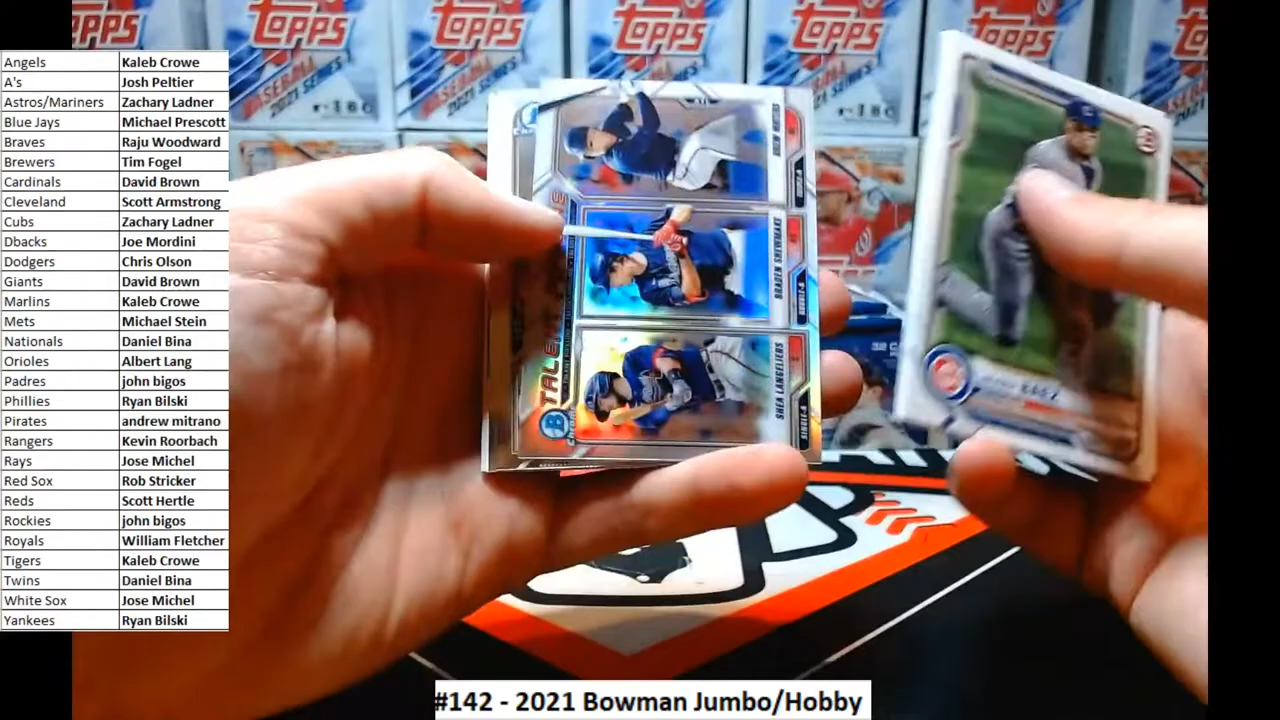 Angels Kaleb Crowe
A's Josh Peltier
Astros/Mariners Zachary Ladner
Blue Jays Michael Prescott
Braves Raju Woodward
Brewers Tim Fogel
Cardinals David Brown
Cleveland Scott Armstrong
Cubs Zachary Ladner
Dbacks Joe Mordini
Dodgers Chris Olson
Giants David Brown
Marlins Kaleb Crowe
Mets Michael Stein
Nationals Daniel Bina
Orioles Albert Lang
Padres john bigos
Phillies Ryan Bilski
Pirates andrew mitrano
Rangers Kevin Roorbach
Rays Jose Michel
Red Sox Rob Stricker
Reds Scott Hertle
Rockies john bigos
Royals William Fletcher
Tigers Kaleb Crowe
Twins Daniel Bina
White Sox Jose Michel
Yankees Ryan Bilski
TOPPS
TOPPS
TOPPS
TOPPS
TOPPS
BASEBALL
2021 SERIES
BRADEN SHEWMAKE
DOUBLE-A
SHEA LANGELIERS
SINGLE-A
BAEZ
#142 - 2021 Bowman Jumbo/Hobby